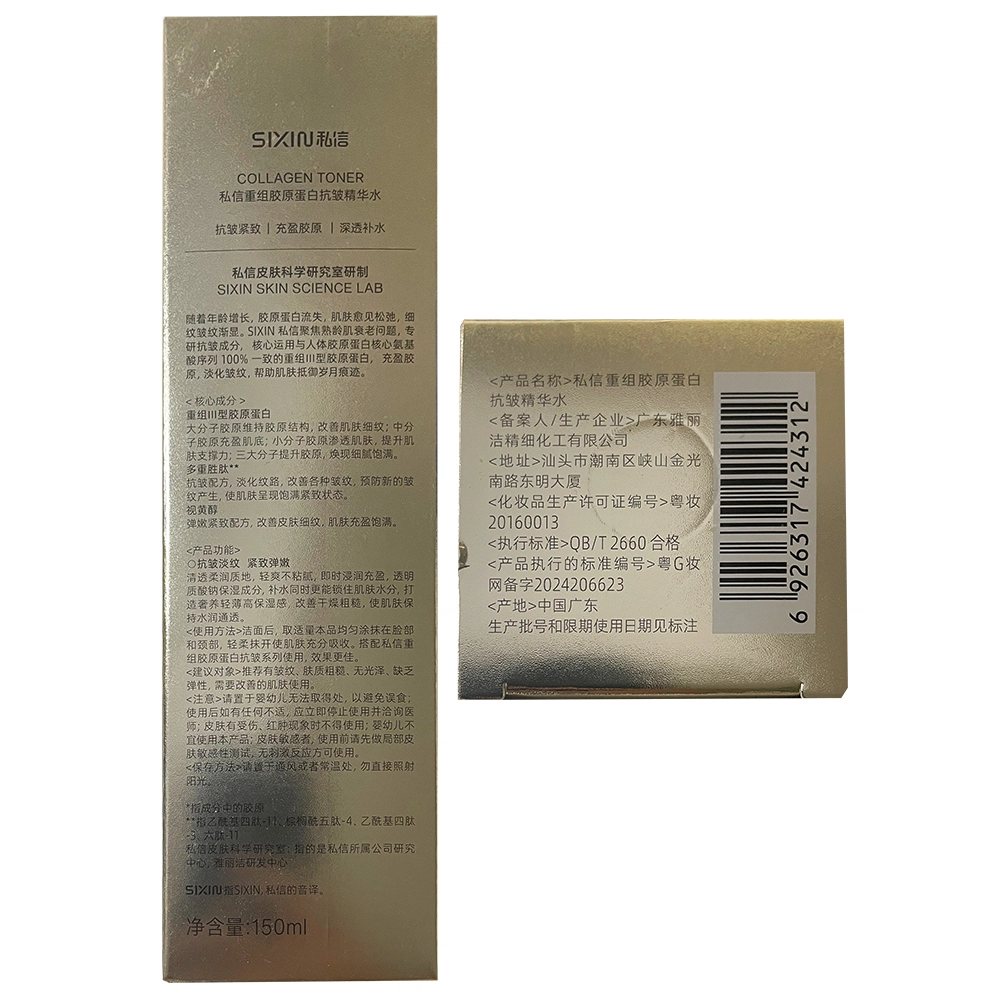 SIXIN私信
COLLAGEN TONER
私信重组胶原蛋白抗皱精华水
抗皱紧致 | 充盈胶原 | 深透补水
私信皮肤科学研究室研制
SIXIN SKIN SCIENCE LAB
随着年龄增长，胶原蛋白流失，肌肤愈见松弛，细
纹皱纹渐显。SIXIN 私信聚焦熟龄肌衰老问题，专
研抗皱成分， 核心运用与人体胶原蛋白核心氨基
酸序列 100% 一致的重组III型胶原蛋白， 充盈胶
原，淡化皱纹，帮助肌肤抵御岁月痕迹。
< 核心成分 >
重组III型胶原蛋白
大分子胶原维持胶原结构，改善肌肤细纹；中分
子胶原充盈肌底；小分子胶原渗透肌肤，提升肌
肤支撑力；三大分子提升胶原，焕现细腻饱满。
多重胜肽**
抗皱配方，淡化纹路，改善各种皱纹，预防新的皱
纹产生，使肌肤呈现饱满紧致状态。
视黄醇
弹嫩紧致配方，改善皮肤细纹，肌肤充盈饱满。
<产品功能>
○抗皱淡纹 紧致弹嫩
清透柔润质地，轻爽不粘腻，即时浸润充盈，透明
质酸钠保湿成分，补水同时更能锁住肌肤水分，打
造奢养轻薄高保湿感，改善干燥粗糙，使肌肤保
持水润通透。
<使用方法>洁面后，取适量本品均匀涂抹在脸部
和颈部，轻柔抹开使肌肤充分吸收。搭配私信重
组胶原蛋白抗皱系列使用，效果更佳。
<建议对象>推荐有皱纹、肤质粗糙、无光泽、缺乏
弹性，需要改善的肌肤使用。
<注意>请置于婴幼儿无法取得处，以避免误食；
使用后如有任何不适，应立即停止使用并洽询医
师；皮肤有受伤、红肿现象时不得使用；婴幼儿不
宜使用本产品；皮肤敏感者，使用前请先做局部皮
肤敏感性测试，无刺激反应方可使用。
<保存方法>请置于通风或者常温处，勿直接照射
阳光。
*指成分中的胶原
**指乙酰基四肽-11、棕榈酰五肽-4、乙酰基四肽
-3、六肽-11
私信皮肤科学研究室：指的是私信所属公司研究
中心，雅丽洁研发中心
SIXIN指SIXIN，私信的音译。
净含量:150ml
<产品名称>私信重组胶原蛋白
抗皱精华水
<备案人/生产企业>广东雅丽
洁精细化工有限公司
<地址>汕头市潮南区峡山金光
南路东明大厦
<化妆品生产许可证编号>粤妆
20160013
<执行标准>QB/T 2660 合格
<产品执行的标准编号>粤G妆
网备字2024206623
<产地>中国广东
生产批号和限期使用日期见标注
6 926317 424312